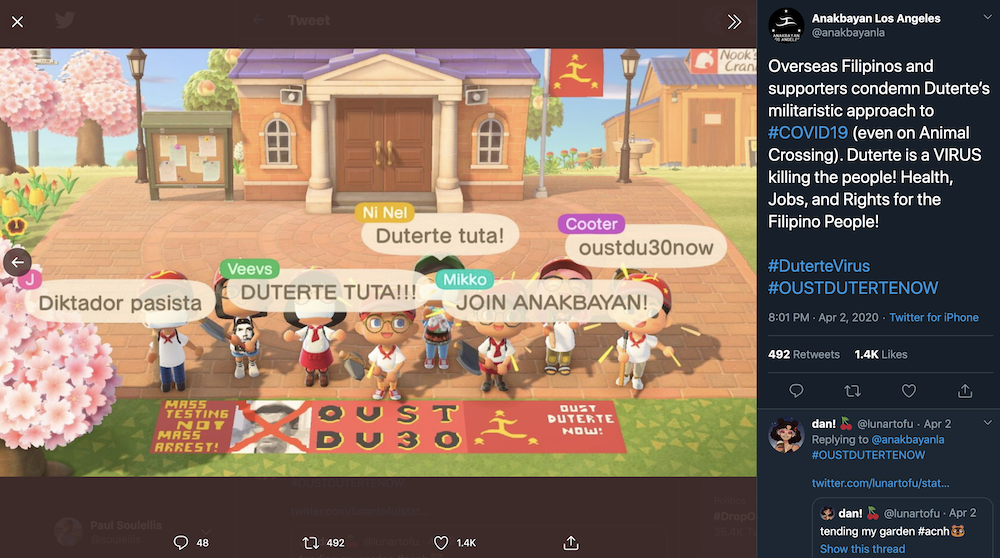 Tweet
Nook's
Cran
Ni Nel
Duterte tuta!
Cooter
oustdu30now
Veevs
DUTERTE TUTA!!!
Mikko
JOIN ANAKBAYAN!
J
Diktador pasista
MASS
TESTING
NOT
MASS
ARREST!
OUST
DU30
OUST
DUTERTE
NOW!
#OUSTDUTERTENOW
Paul Soulellis
48
492
1.4K
Anakbayan Los Angeles
@anakbayanla
Overseas Filipinos and
supporters condemn Duterte's
militaristic approach to
#COVID19 (even on Animal
Crossing). Duterte is a VIRUS
killing the people! Health,
Jobs, and Rights for the
Filipino People!
#DuterteVirus
#OUSTDUTERTENOW
8:01 PM · Apr 2, 2020 · Twitter for iPhone
492 Retweets 1.4K Likes
dan! 🍒 @lunartofu · Apr 2
Replying to @anakbayanla
#OUSTDUTERTENOW
twitter.com/lunartofu/stat...
dan! 🍒 @lunartofu · Apr 2
tending my garden #acnh🐻
Show this thread